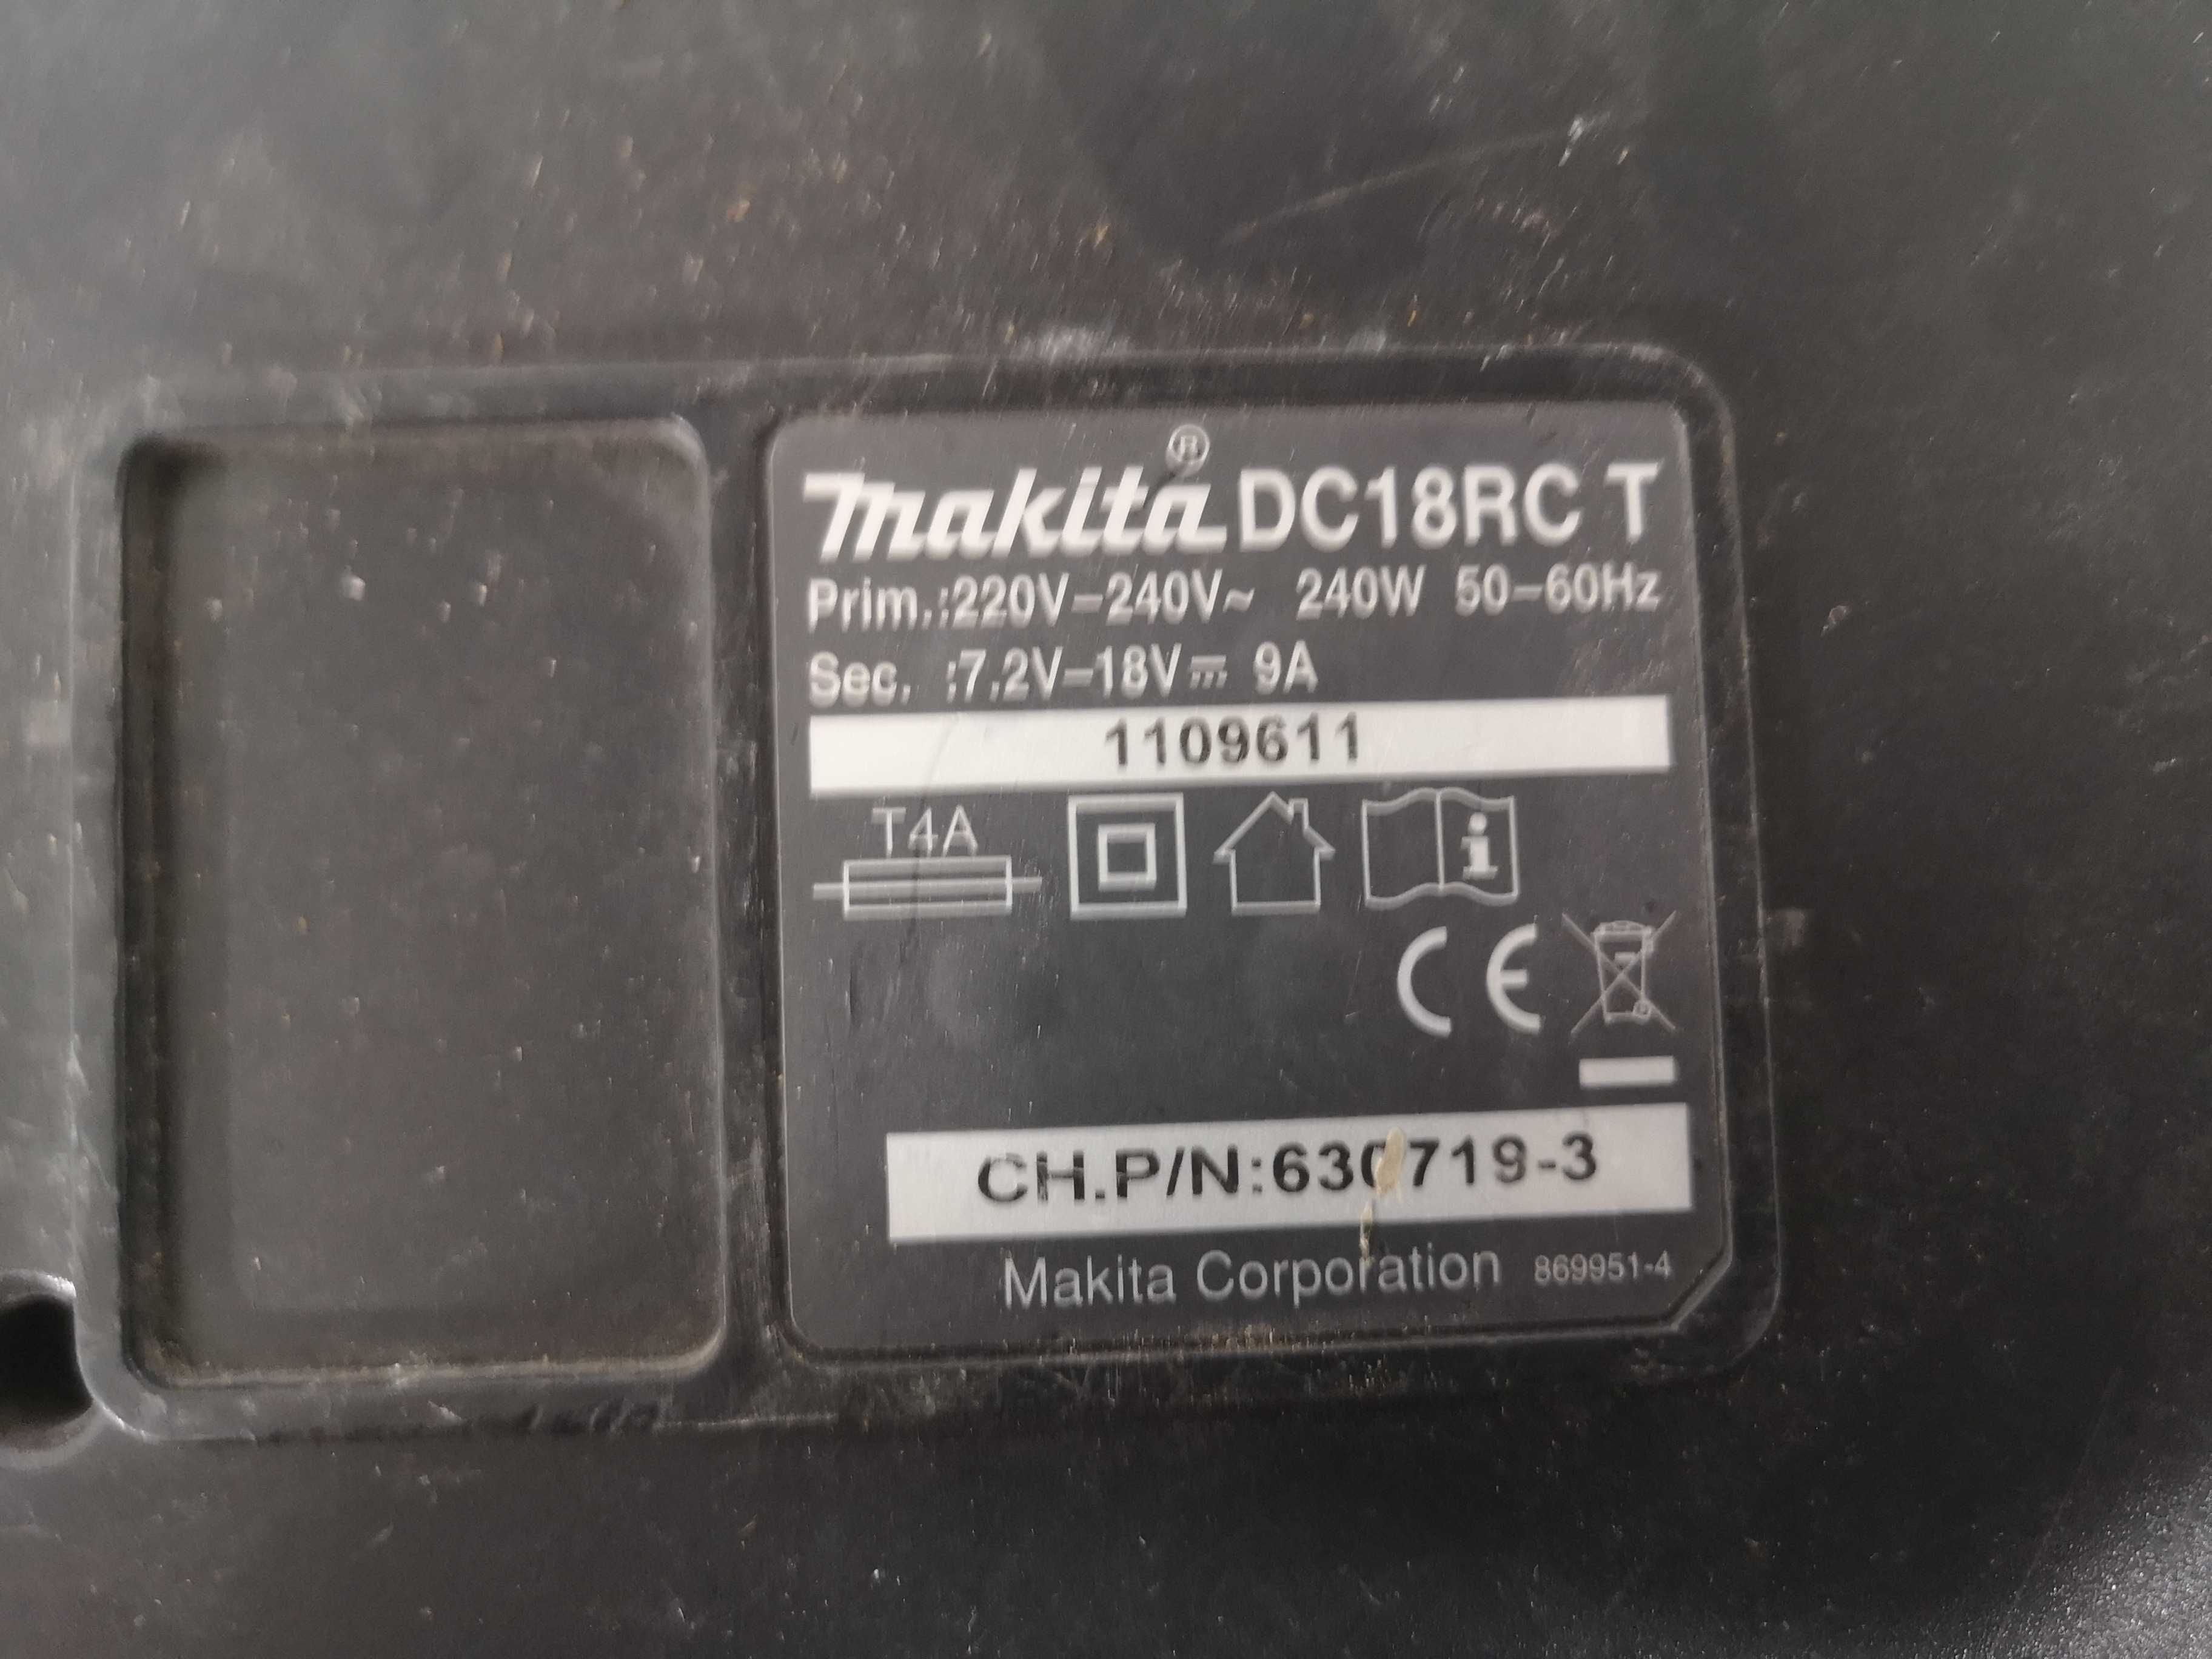 makita® DC18RC T
Prim.:220V–240V~ 240W 50–60Hz
Sec. :7.2V–18V⎓ 9A
1109611
T4A
i
CE
CH.P/N:630719-3
Makita Corporation 869951-4